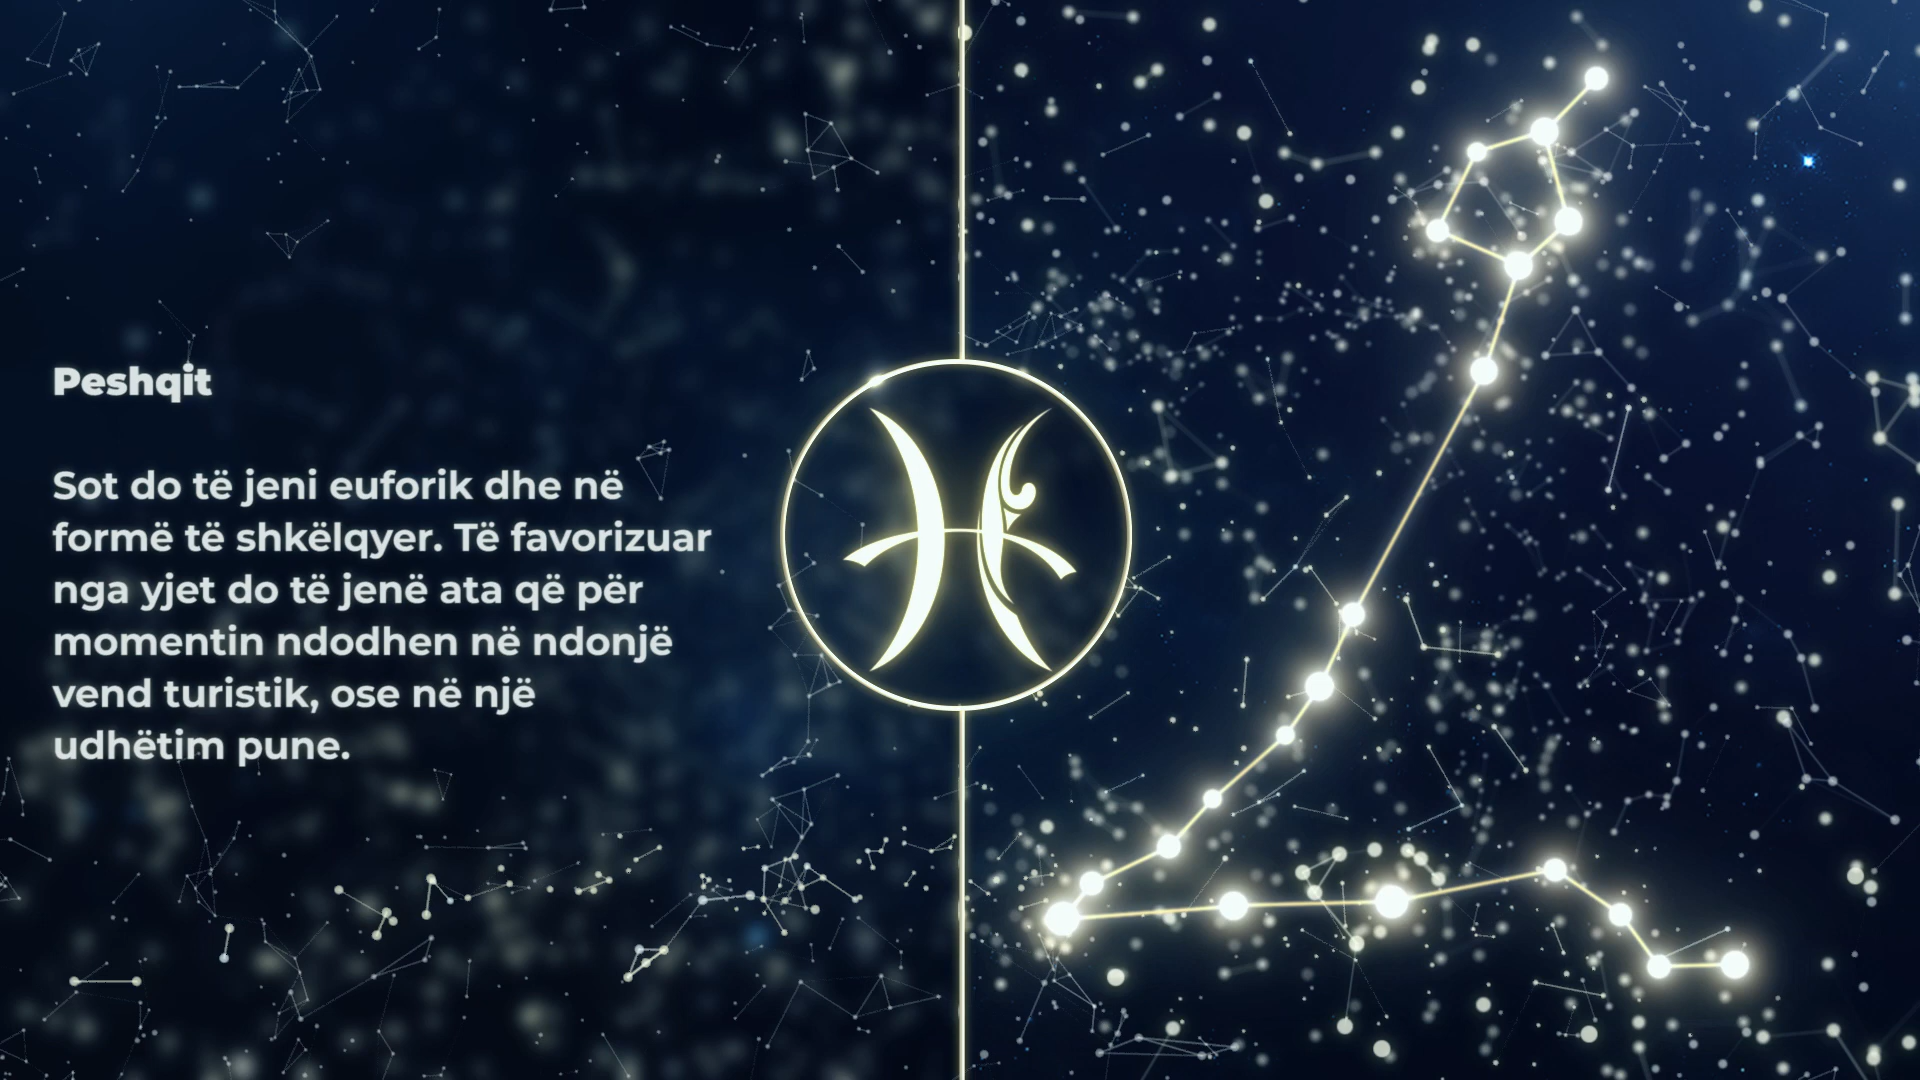 Peshqit
Sot do të jeni euforik dhe në
formë të shkëlqyer. Të favorizuar
nga yjet do të jenë ata që për
momentin ndodhen në ndonjë
vend turistik, ose në një
udhëtim pune.